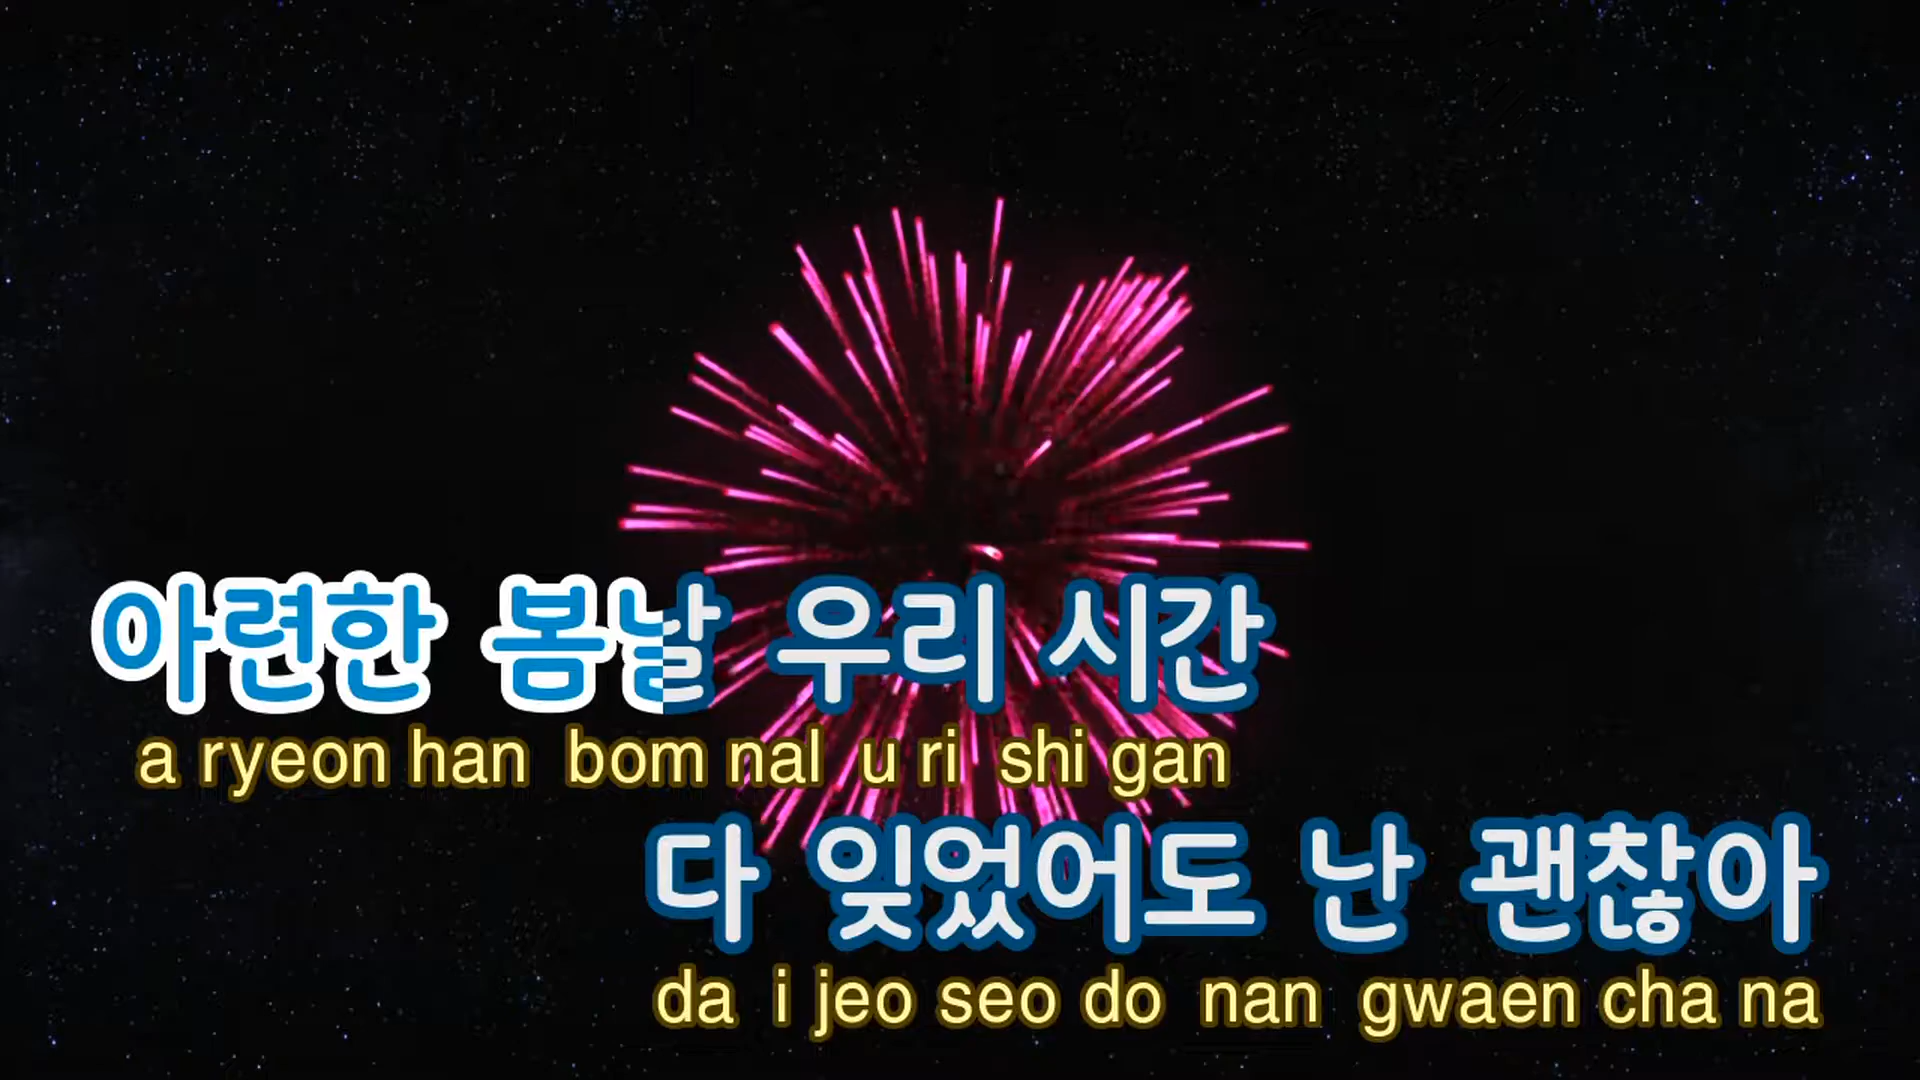 아련한 봄날 우리 시간
a ryeon han bom nal u ri shi gan
다 잊었어도 난 괜찮아
da i jeo seo do nan gwaen cha na